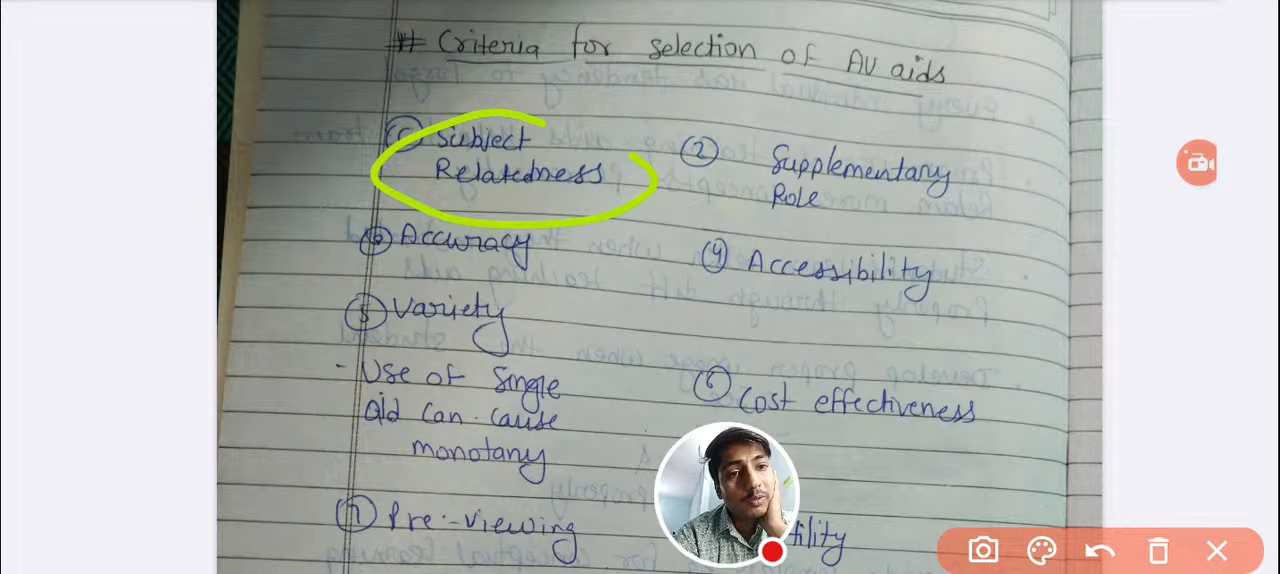 # Criteria for selection of AV aids
① Subject
Relatedness
② Supplementary
Role
③ Accuracy
④ Accessibility
⑤ Variety
- Use of Single
aid can cause
monotany
⑥ Cost effectiveness
⑦ Pre-viewing
tility